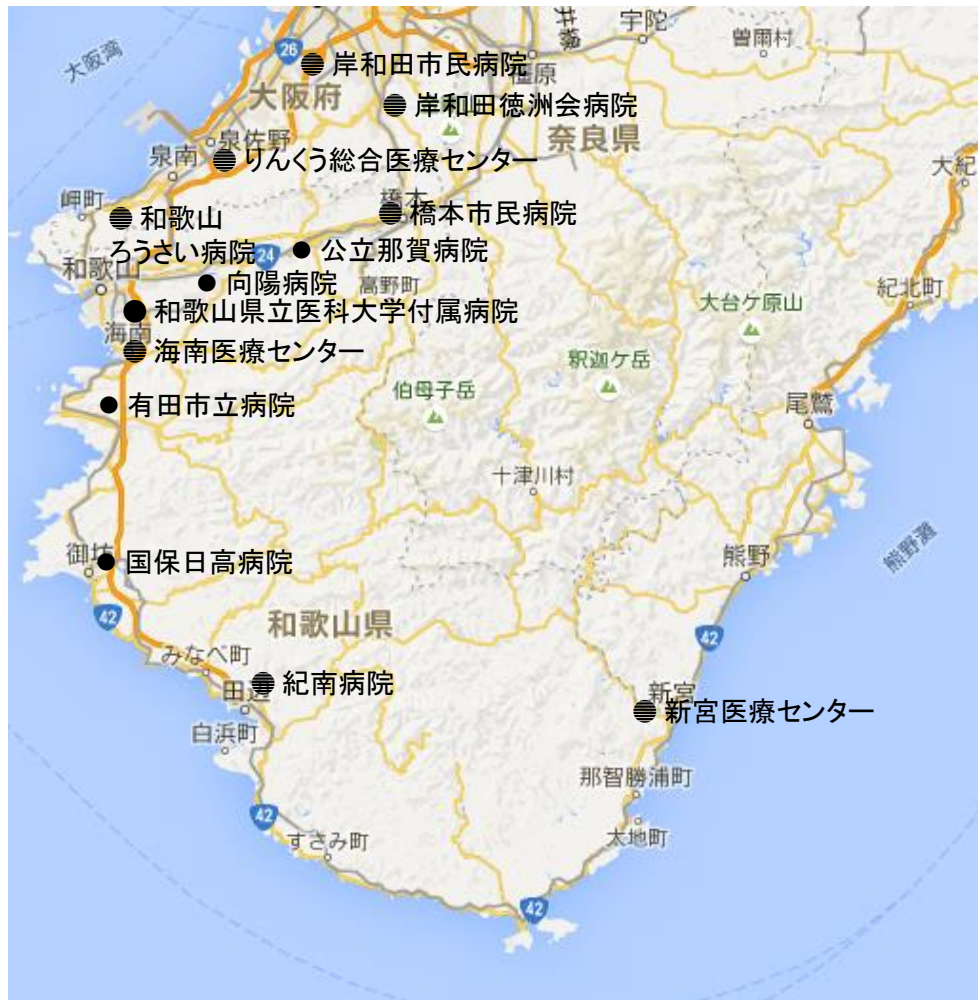 宇陀
曽爾村
大阪湾
26
岸和田市民病院
橿原
大阪府
岸和田徳洲会病院
奈良県
泉佐野
泉南
りんくう総合医療センター
大紀
岬町
和歌山
ろうさい病院
橋本
橋本市民病院
24
公立那賀病院
和歌山
向陽病院
高野町
大台ケ原山
紀北町
和歌山県立医科大学付属病院
海南
海南医療センター
釈迦ケ岳
伯母子岳
有田市立病院
尾鷲
十津川村
熊野灘
御坊
国保日高病院
熊野
42
和歌山県
42
みなべ町
紀南病院
田辺
新宮
新宮医療センター
白浜町
那智勝浦町
42
すさみ町
太地町
42